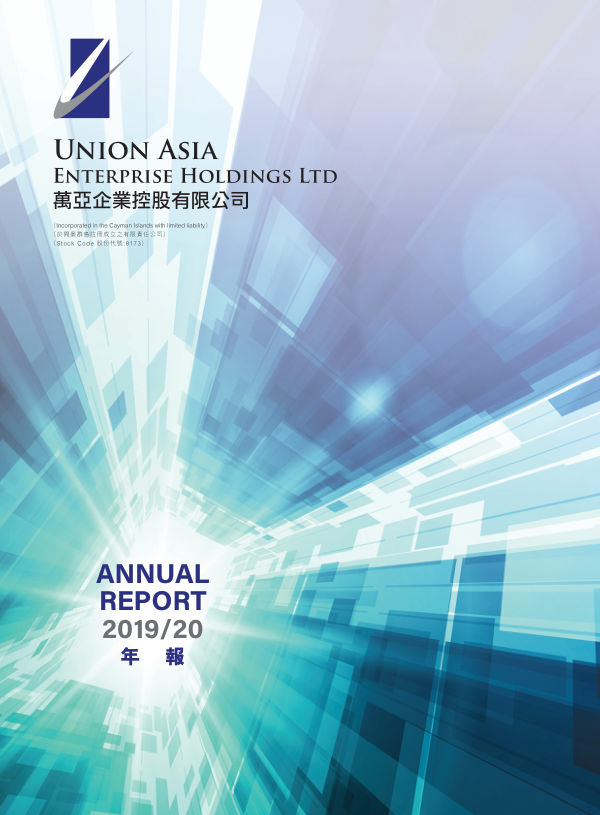 UNION ASIA
ENTERPRISE HOLDINGS LTD
萬亞企業控股有限公司
(Incorporated in the Cayman Islands with limited liability)
(於開曼群島註冊成立之有限責任公司)
(Stock Code 股份代號:8173)
ANNUAL
REPORT
2019/20
年 報